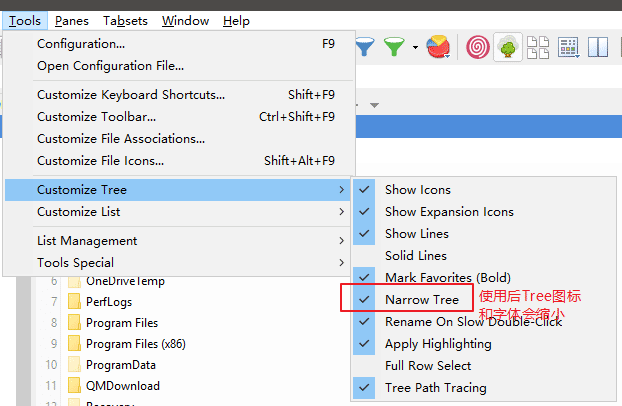 Tools Panes Tabsets Window Help
Configuration... F9
Open Configuration File...
Customize Keyboard Shortcuts... Shift+F9
Customize Toolbar... Ctrl+Shift+F9
Customize File Associations...
Customize File Icons... Shift+Alt+F9
Customize Tree
Customize List
List Management
Tools Special
Show Icons
Show Expansion Icons
Show Lines
Solid Lines
Mark Favorites (Bold)
Narrow Tree
Rename On Slow Double-Click
Apply Highlighting
Full Row Select
Tree Path Tracing
使用后Tree图标
和字体会缩小
6 OneDriveTemp
7 PerfLogs
8 Program Files
9 Program Files (x86)
10 ProgramData
11 QMDownload